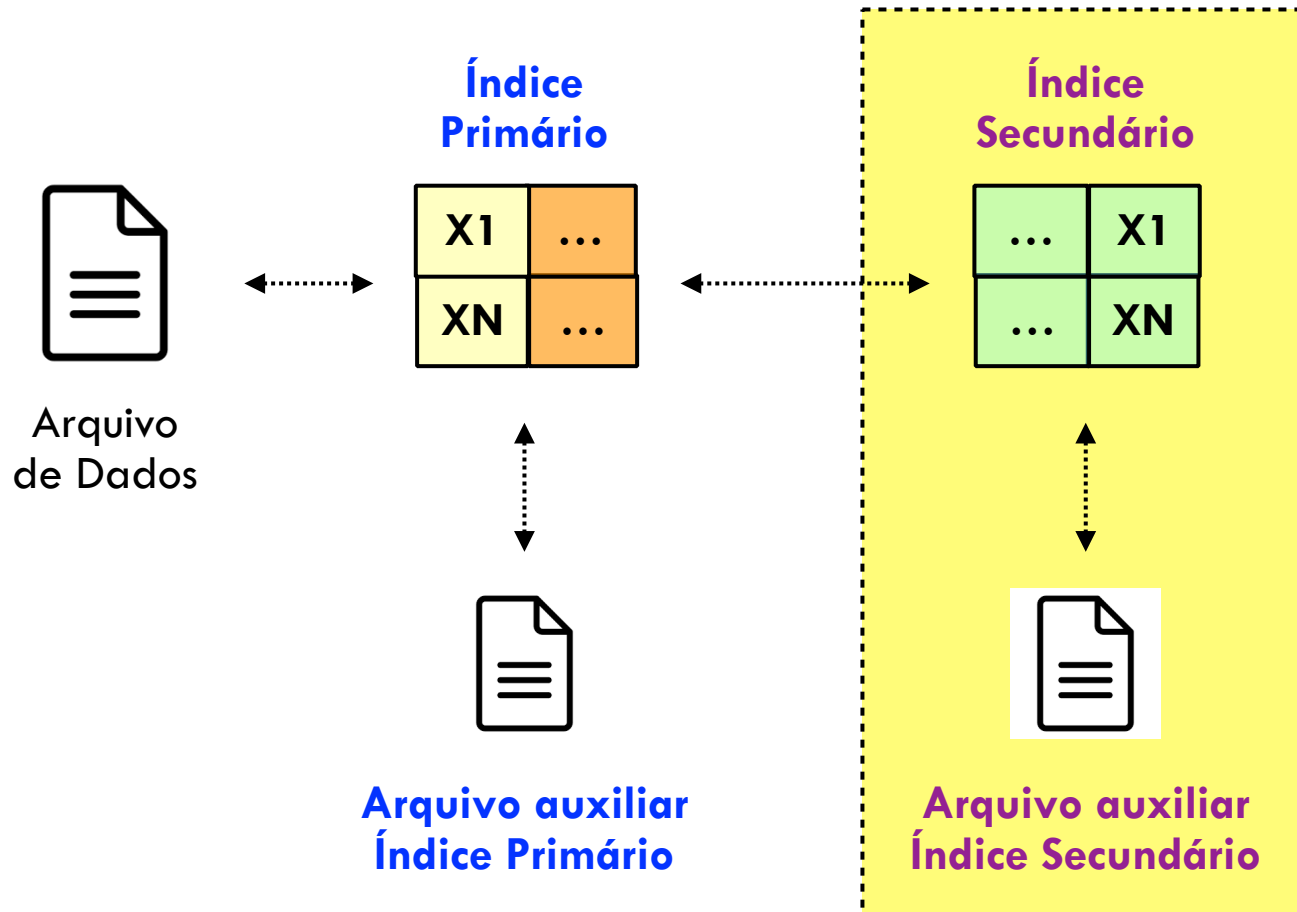 Índice
Primário
Índice
Secundário
X1 ...
XN ...
... X1
... XN
Arquivo
de Dados
Arquivo auxiliar
Índice Primário
Arquivo auxiliar
Índice Secundário